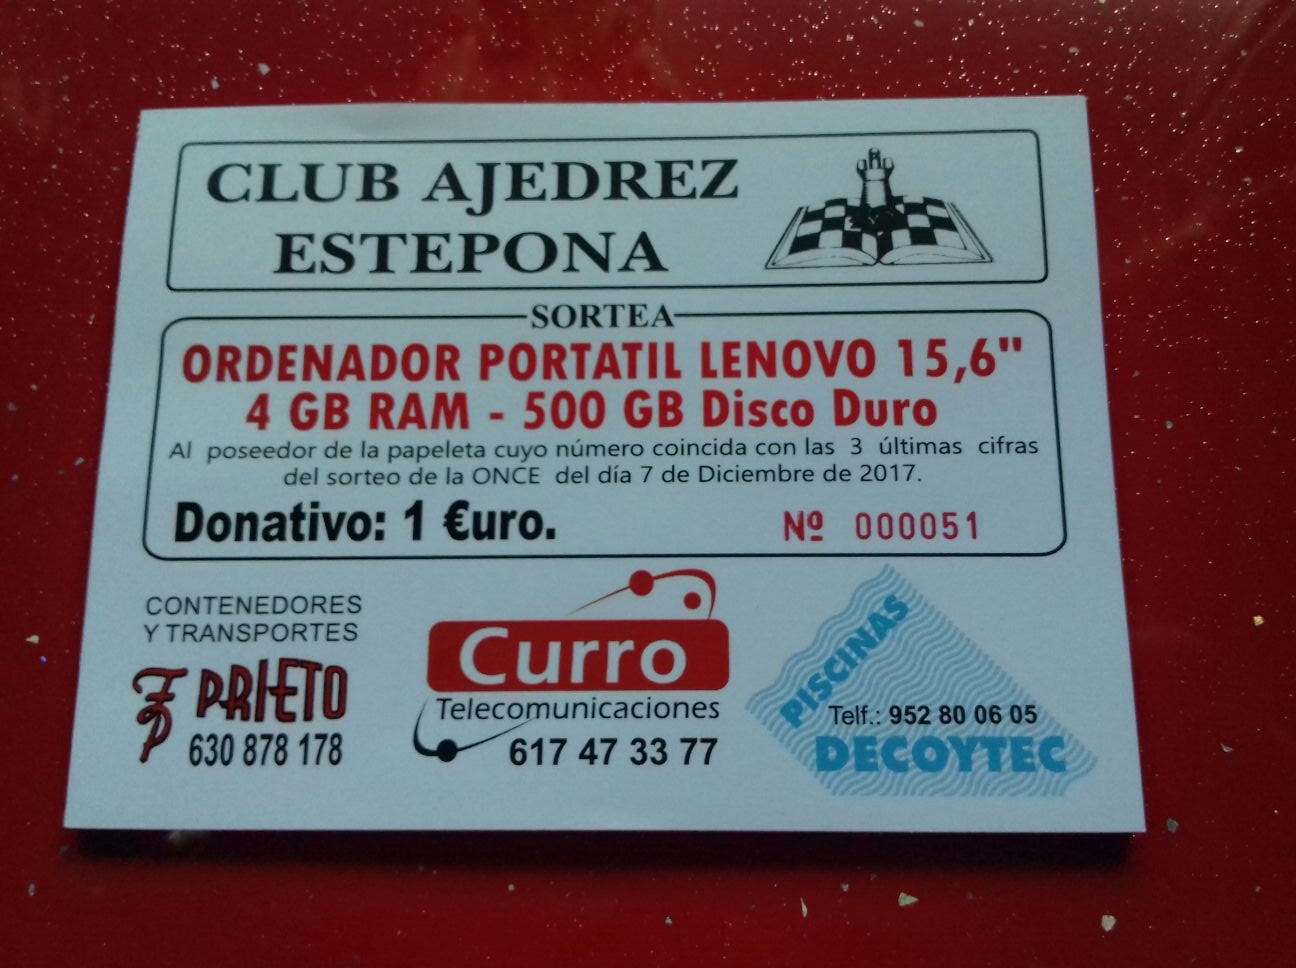 CLUB AJEDREZ
ESTEPONA
SORTEA
ORDENADOR PORTATIL LENOVO 15,6"
4 GB RAM - 500 GB Disco Duro
Al poseedor de la papeleta cuyo número coincida con las 3 últimas cifras
del sorteo de la ONCE del día 7 de Diciembre de 2017.
Donativo: 1 €uro.
Nº 000051
CONTENEDORES
Y TRANSPORTES
PRIETO
630 878 178
Curro
Telecomunicaciones
617 47 33 77
PISCINAS
Telf.: 952 80 06 05
DECOYTEC